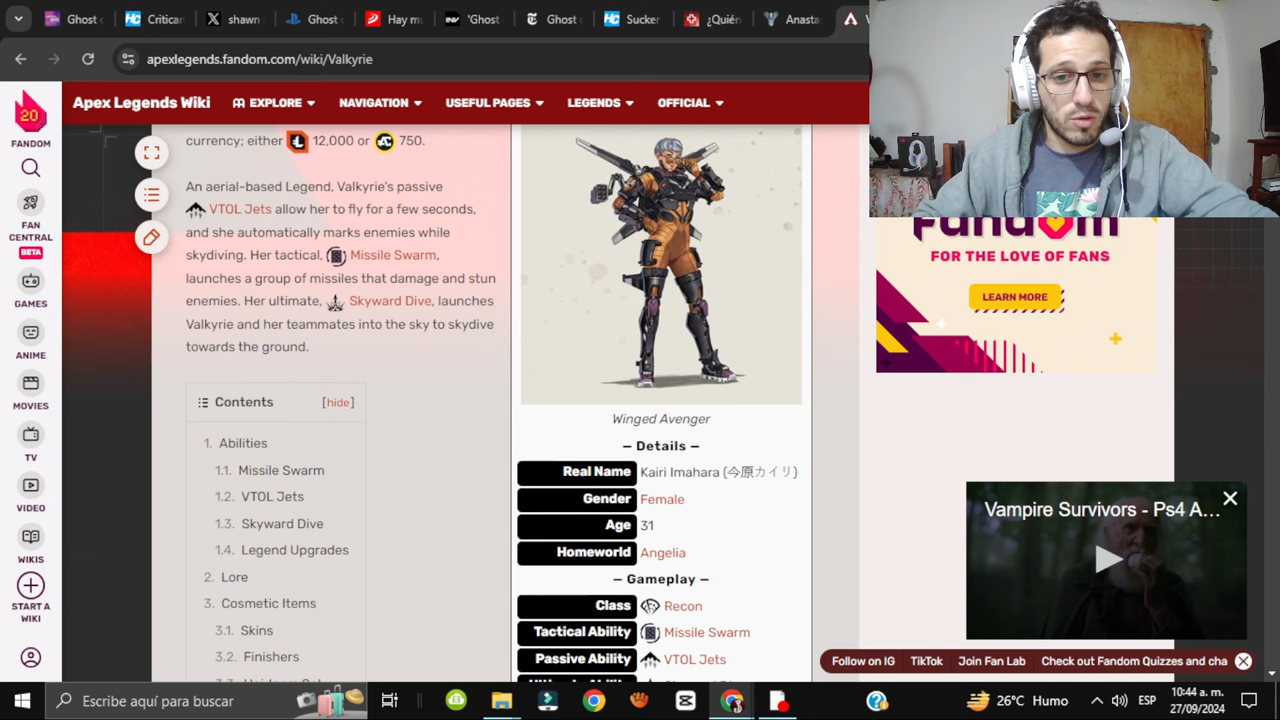 Ghost
Critican
shawn
Ghost
Hay mu
'Ghost
Ghost
Sucker
¿Quién
Anasta
apexlegends.fandom.com/wiki/Valkyrie
20
FANDOM
FAN
CENTRAL
BETA
GAMES
ANIME
MOVIES
TV
VIDEO
WIKIS
START A
WIKI
Apex Legends Wiki
EXPLORE
NAVIGATION
USEFUL PAGES
LEGENDS
OFFICIAL
currency; either 12,000 or 750.
An aerial-based Legend, Valkyrie's passive
VTOL Jets allow her to fly for a few seconds,
and she automatically marks enemies while
skydiving. Her tactical, Missile Swarm,
launches a group of missiles that damage and stun
enemies. Her ultimate, Skyward Dive, launches
Valkyrie and her teammates into the sky to skydive
towards the ground.
Contents [hide]
1. Abilities
1.1. Missile Swarm
1.2. VTOL Jets
1.3. Skyward Dive
1.4. Legend Upgrades
2. Lore
3. Cosmetic Items
3.1. Skins
3.2. Finishers
Winged Avenger
– Details –
Real Name Kairi Imahara (今原カイリ)
Gender Female
Age 31
Homeworld Angelia
– Gameplay –
Class Recon
Tactical Ability Missile Swarm
Passive Ability VTOL Jets
Fandom
FOR THE LOVE OF FANS
LEARN MORE
Vampire Survivors - Ps4 A...
Follow on IG
TikTok
Join Fan Lab
Check out Fandom Quizzes and cha
Escribe aquí para buscar
26°C Humo
ESP
10:44 a. m.
27/09/2024